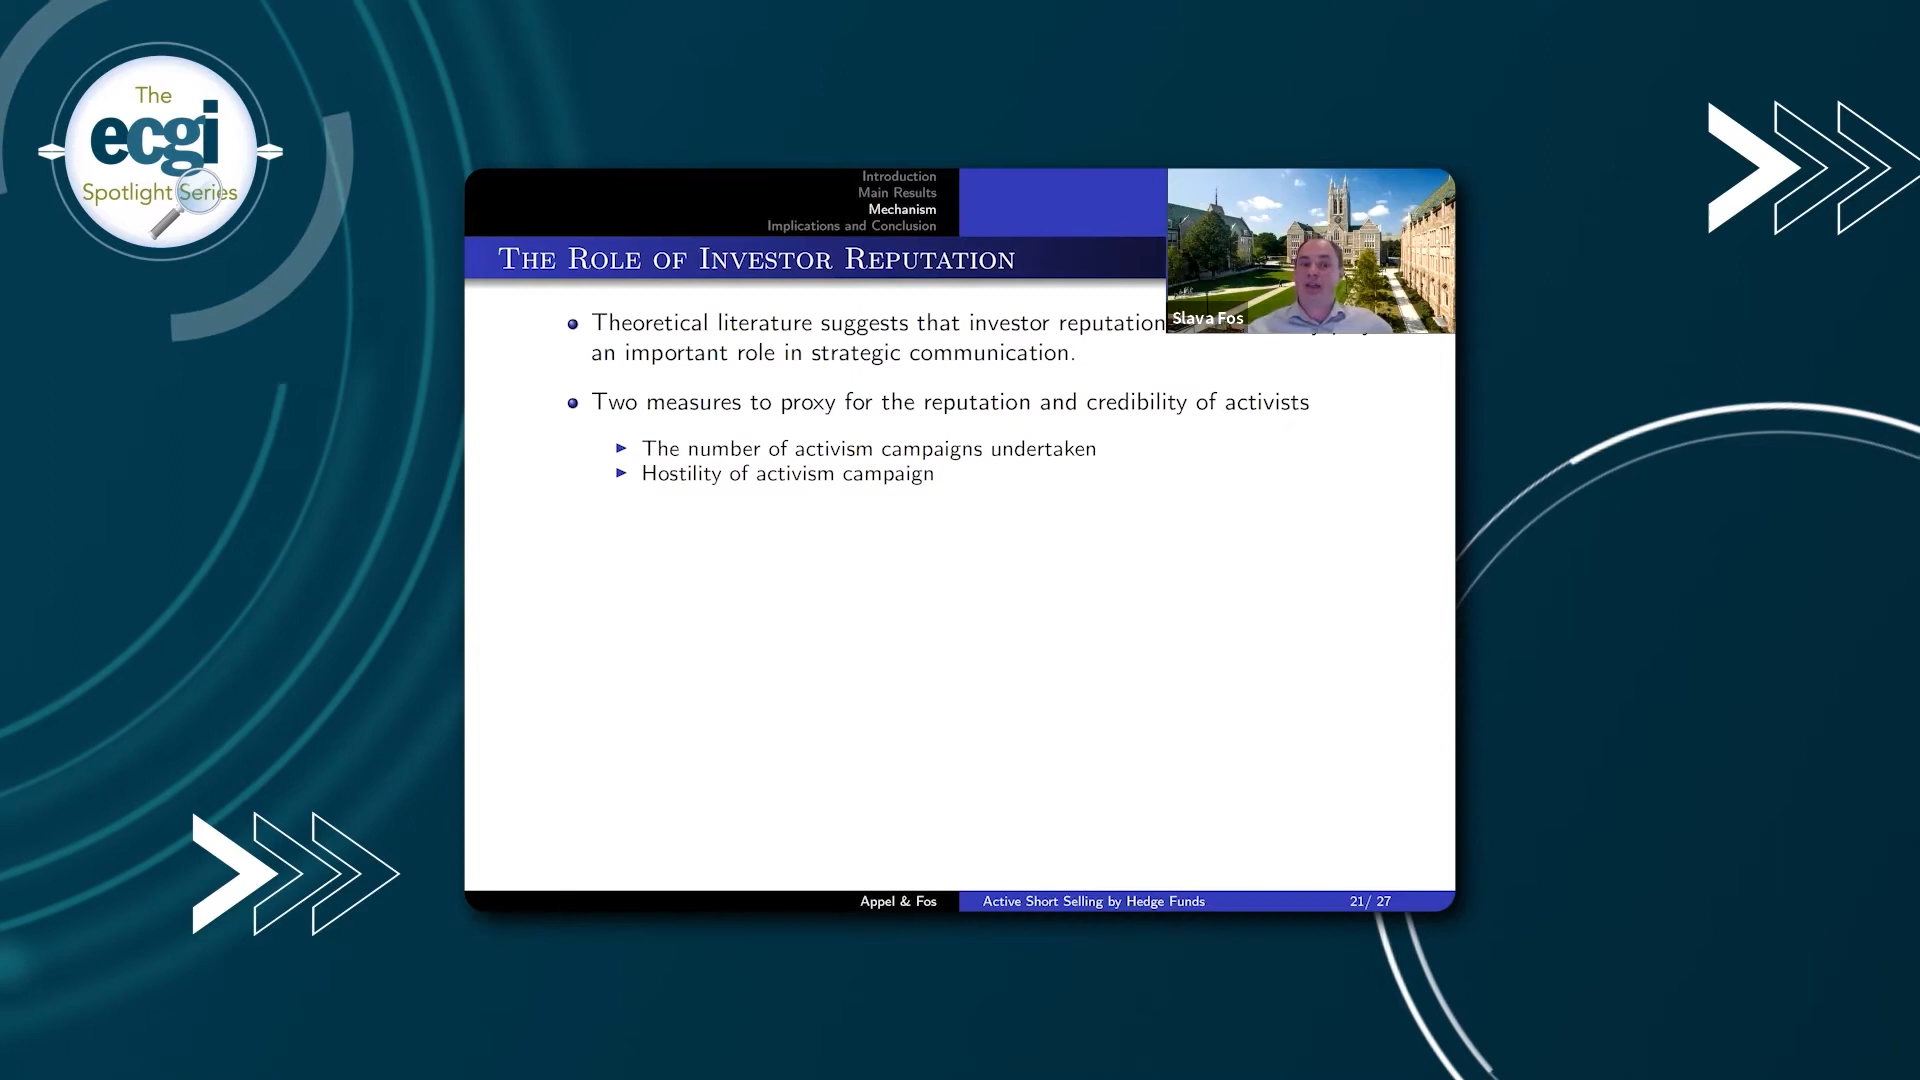 The
ecgi
Spotlight Series
Introduction
Main Results
Mechanism
Implications and Conclusion
The Role of Investor Reputation
Slava Fos
Theoretical literature suggests that investor reputation
an important role in strategic communication.
Two measures to proxy for the reputation and credibility of activists
The number of activism campaigns undertaken
Hostility of activism campaign
Appel & Fos
Active Short Selling by Hedge Funds
21/ 27